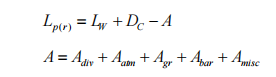 L_{p(r)} = L_W + D_C − A
A = A_{div} + A_{atm} + A_{gr} + A_{bar} + A_{misc}